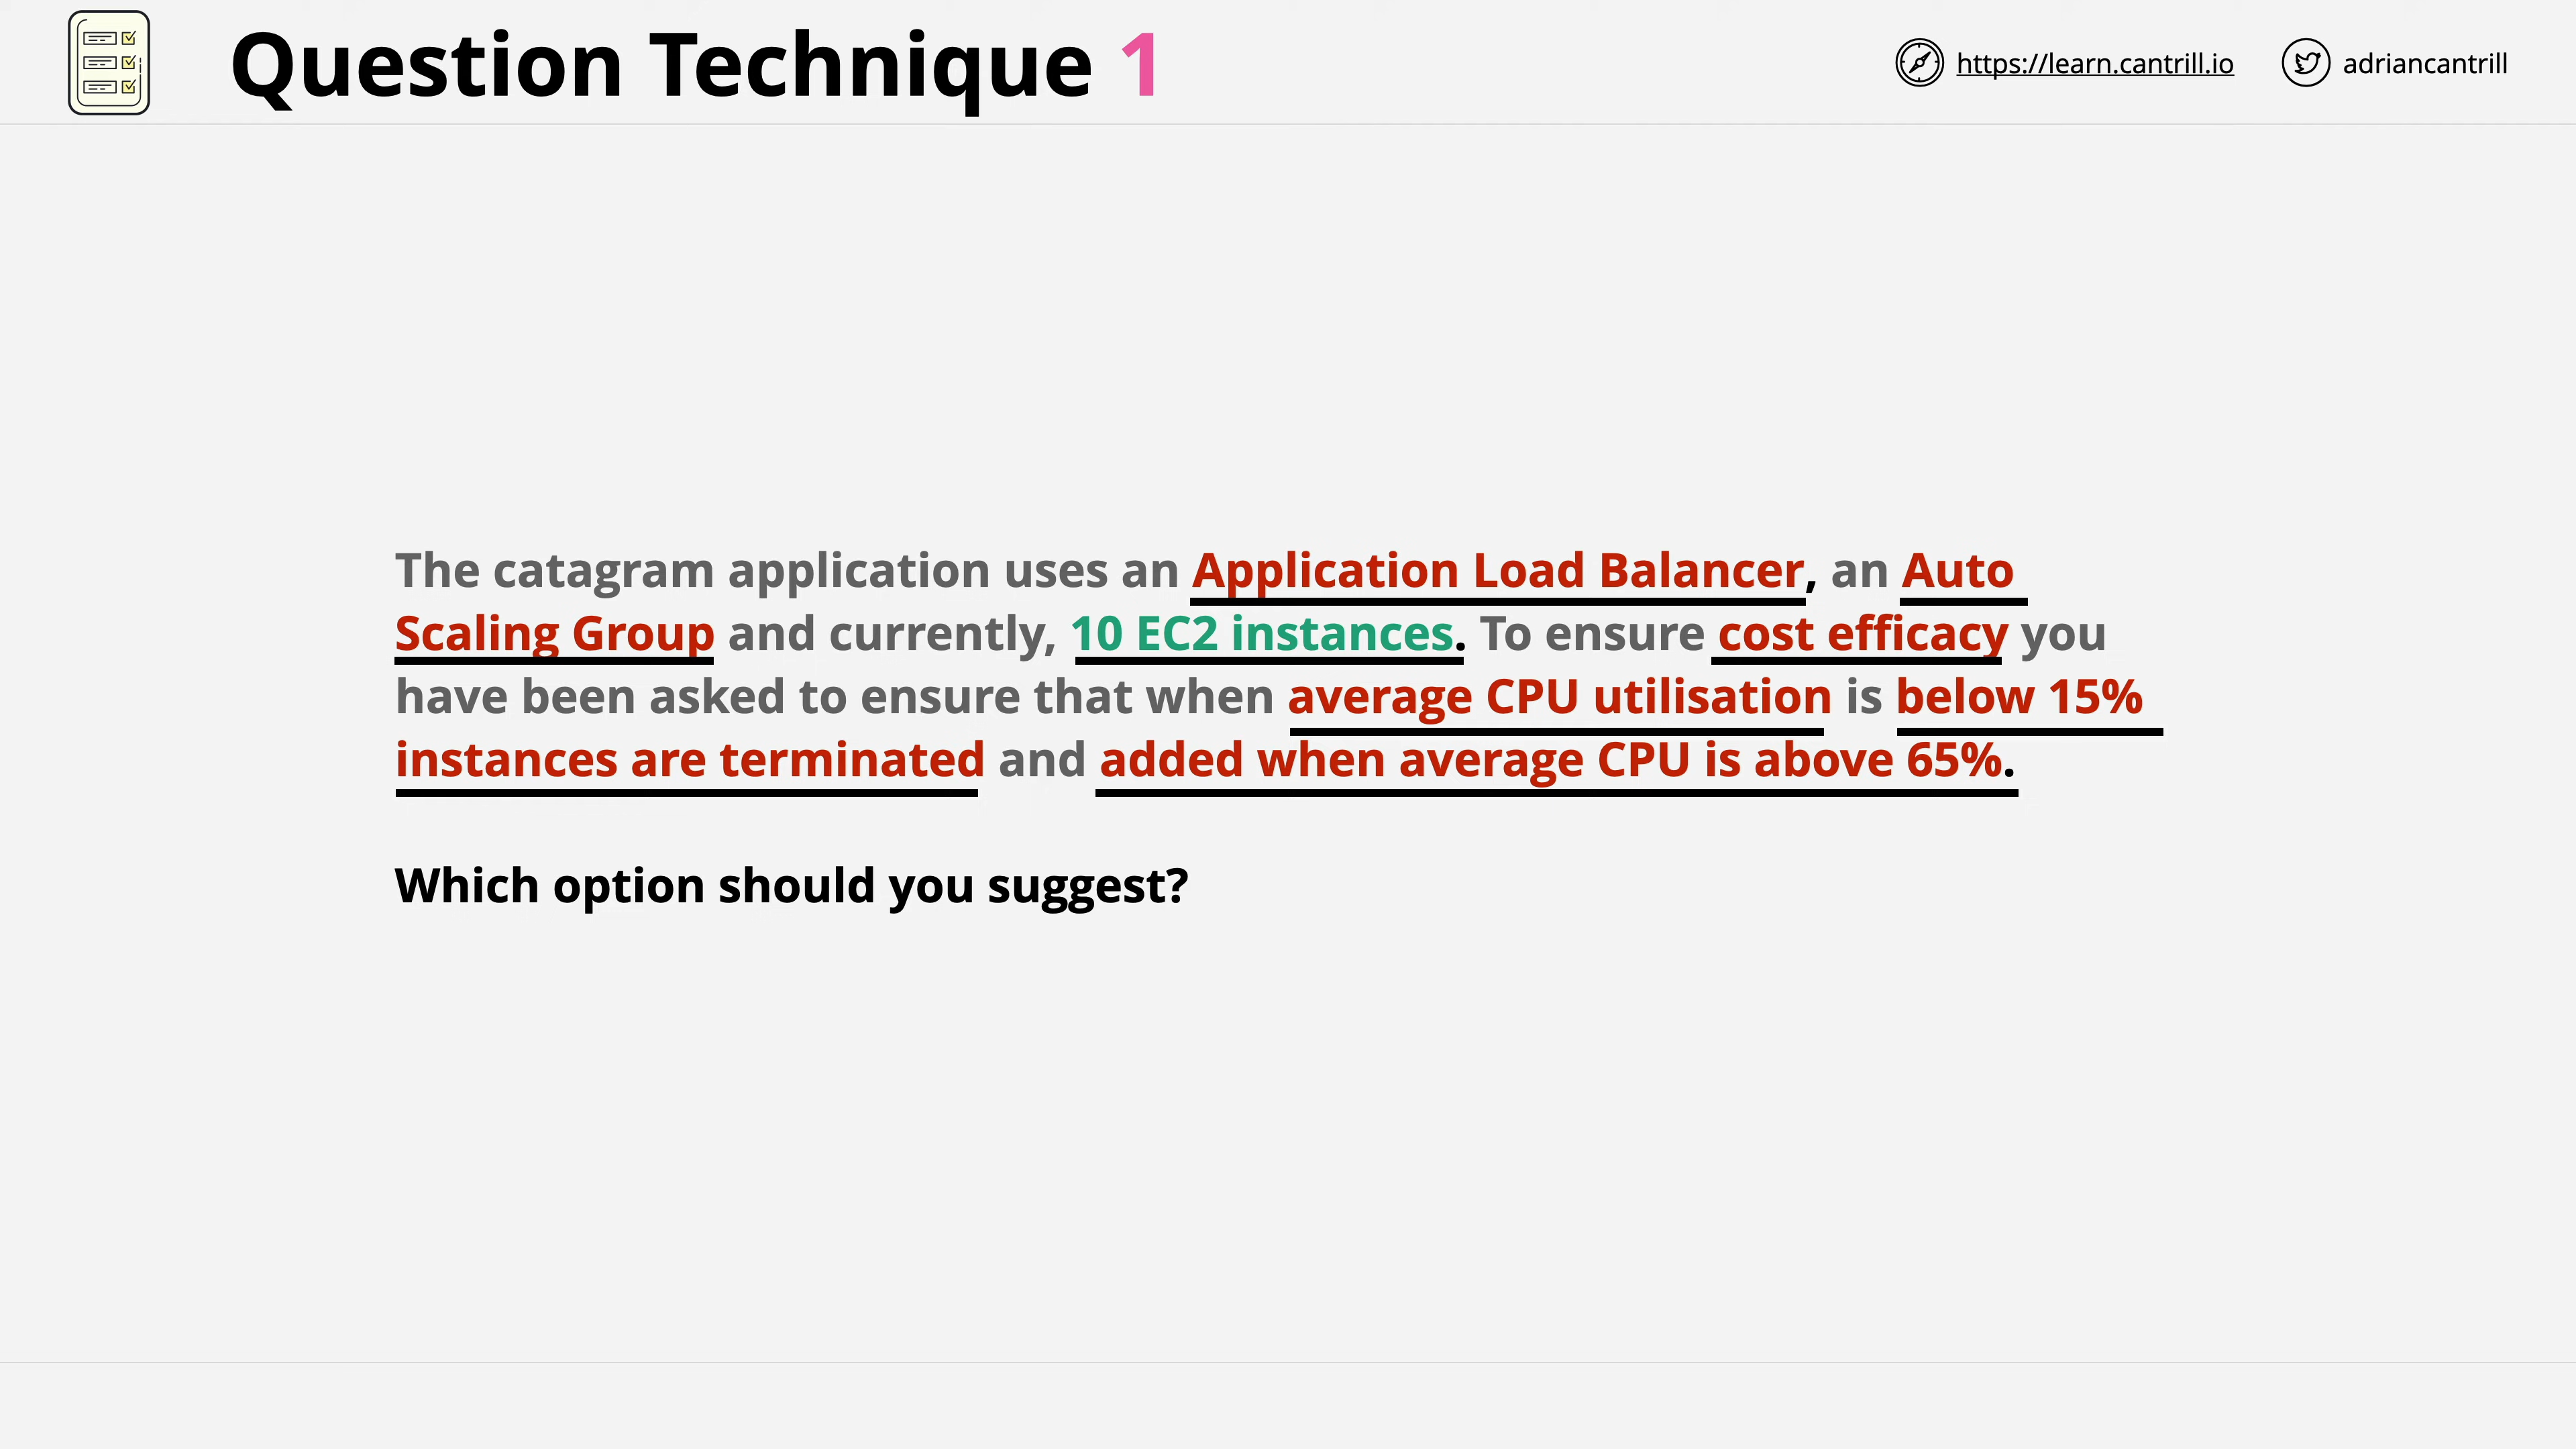 Question Technique 1
https://learn.cantrill.io
adriancantrill
The catagram application uses an Application Load Balancer, an Auto
Scaling Group and currently, 10 EC2 instances. To ensure cost efficacy you
have been asked to ensure that when average CPU utilisation is below 15%
instances are terminated and added when average CPU is above 65%.
Which option should you suggest?